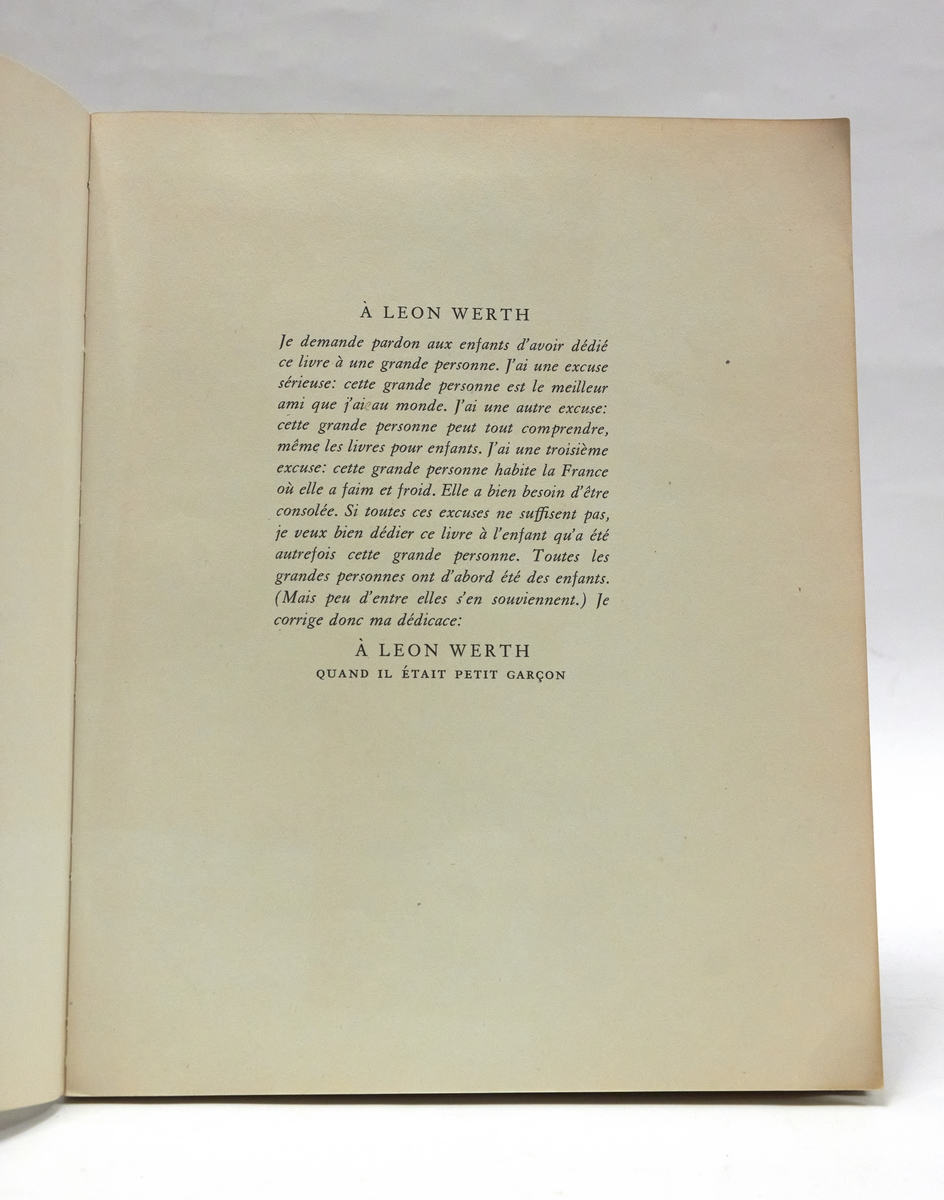 À LEON WERTH
Je demande pardon aux enfants d'avoir dédié
ce livre à une grande personne. J'ai une excuse
sérieuse: cette grande personne est le meilleur
ami que j'ai au monde. J'ai une autre excuse:
cette grande personne peut tout comprendre,
même les livres pour enfants. J'ai une troisième
excuse: cette grande personne habite la France
où elle a faim et froid. Elle a bien besoin d'être
consolée. Si toutes ces excuses ne suffisent pas,
je veux bien dédier ce livre à l'enfant qu'a été
autrefois cette grande personne. Toutes les
grandes personnes ont d'abord été des enfants.
(Mais peu d'entre elles s'en souviennent.) Je
corrige donc ma dédicace:
À LEON WERTH
QUAND IL ÉTAIT PETIT GARÇON